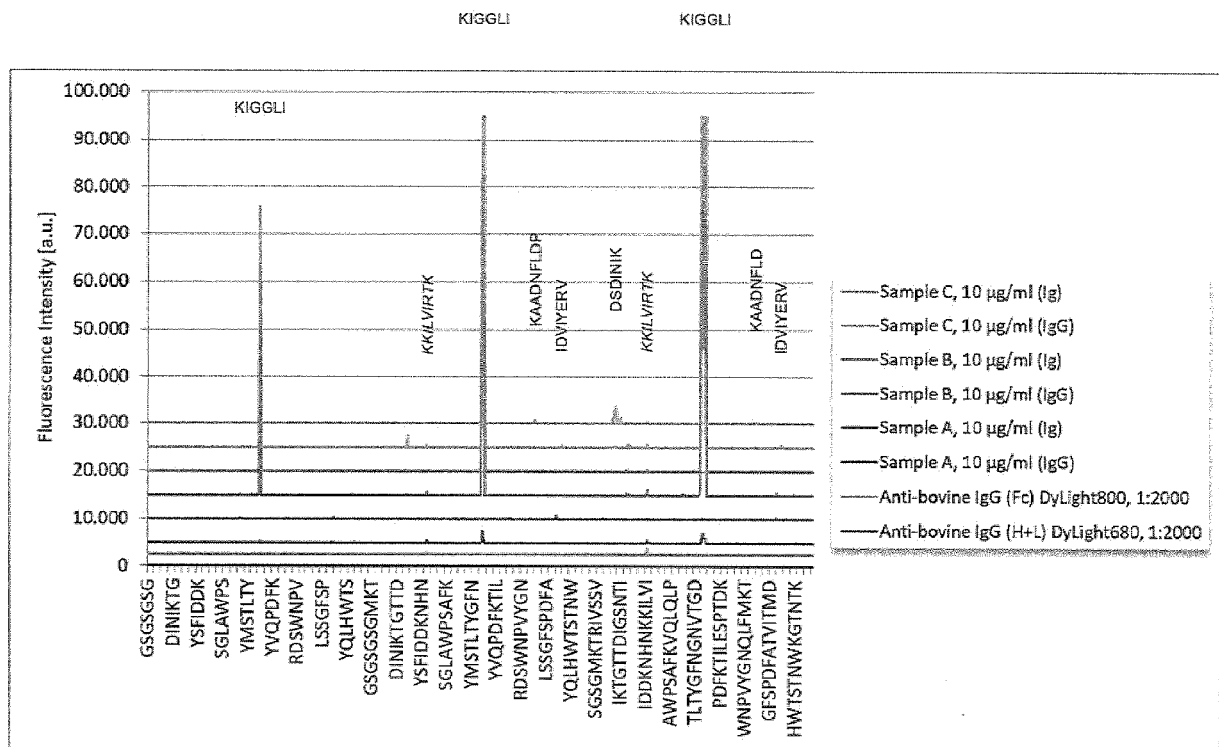 KIGGLI
KIGGLI
100.000
KIGGLI
90.000
80.000
70.000
60.000
50.000
40.000
30.000
20.000
10.000
0
Fluorescence Intensity [a.u.]
KKILVIRTK
KAADNFLDP
IDVIYERV
DSDINIK
KKILVIRTK
KAADNFLD
IDVIYERV
Sample C, 10 µg/ml (Ig)
Sample C, 10 µg/ml (IgG)
Sample B, 10 µg/ml (Ig)
Sample B, 10 µg/ml (IgG)
Sample A, 10 µg/ml (Ig)
Sample A, 10 µg/ml (IgG)
Anti-bovine IgG (Fc) DyLight800, 1:2000
Anti-bovine IgG (H+L) DyLight680, 1:2000
GSGSGSG
DINIKTG
YSFIDDK
SGLAWPS
YMSTLTY
YVQPDFK
RDSWNPV
LSSGFSP
YQLHWTS
GSGSGSGMKT
DINIKTGTTD
YSFIDDKNHN
SGLAWPSAFK
YMSTLTYGFN
YVQPDFKTIL
RDSWNPVYGN
LSSGFSPDFA
YQLHWTSTNW
SGSGMKTRIVSSV
IKTGTTDIGSNTI
IDDKNHNKKILVI
AWPSAFKVQLQLP
TLTYGFNGNVTGD
PDFKTILESPTDK
WNPVYGNQLFMKT
GFSPDFATVITMD
HWTSTNWKGTNTK